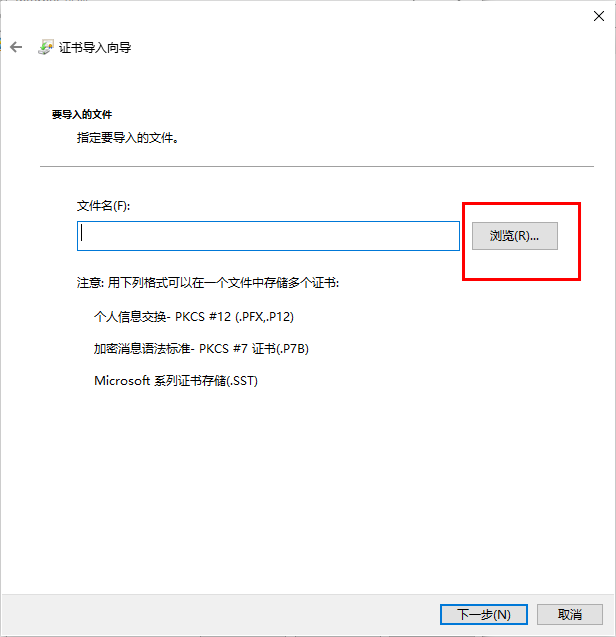 证书导入向导
要导入的文件
指定要导入的文件。
文件名(F):
浏览(R)...
注意: 用下列格式可以在一个文件中存储多个证书:
个人信息交换- PKCS #12 (.PFX,.P12)
加密消息语法标准- PKCS #7 证书(.P7B)
Microsoft 系列证书存储(.SST)
下一步(N)
取消